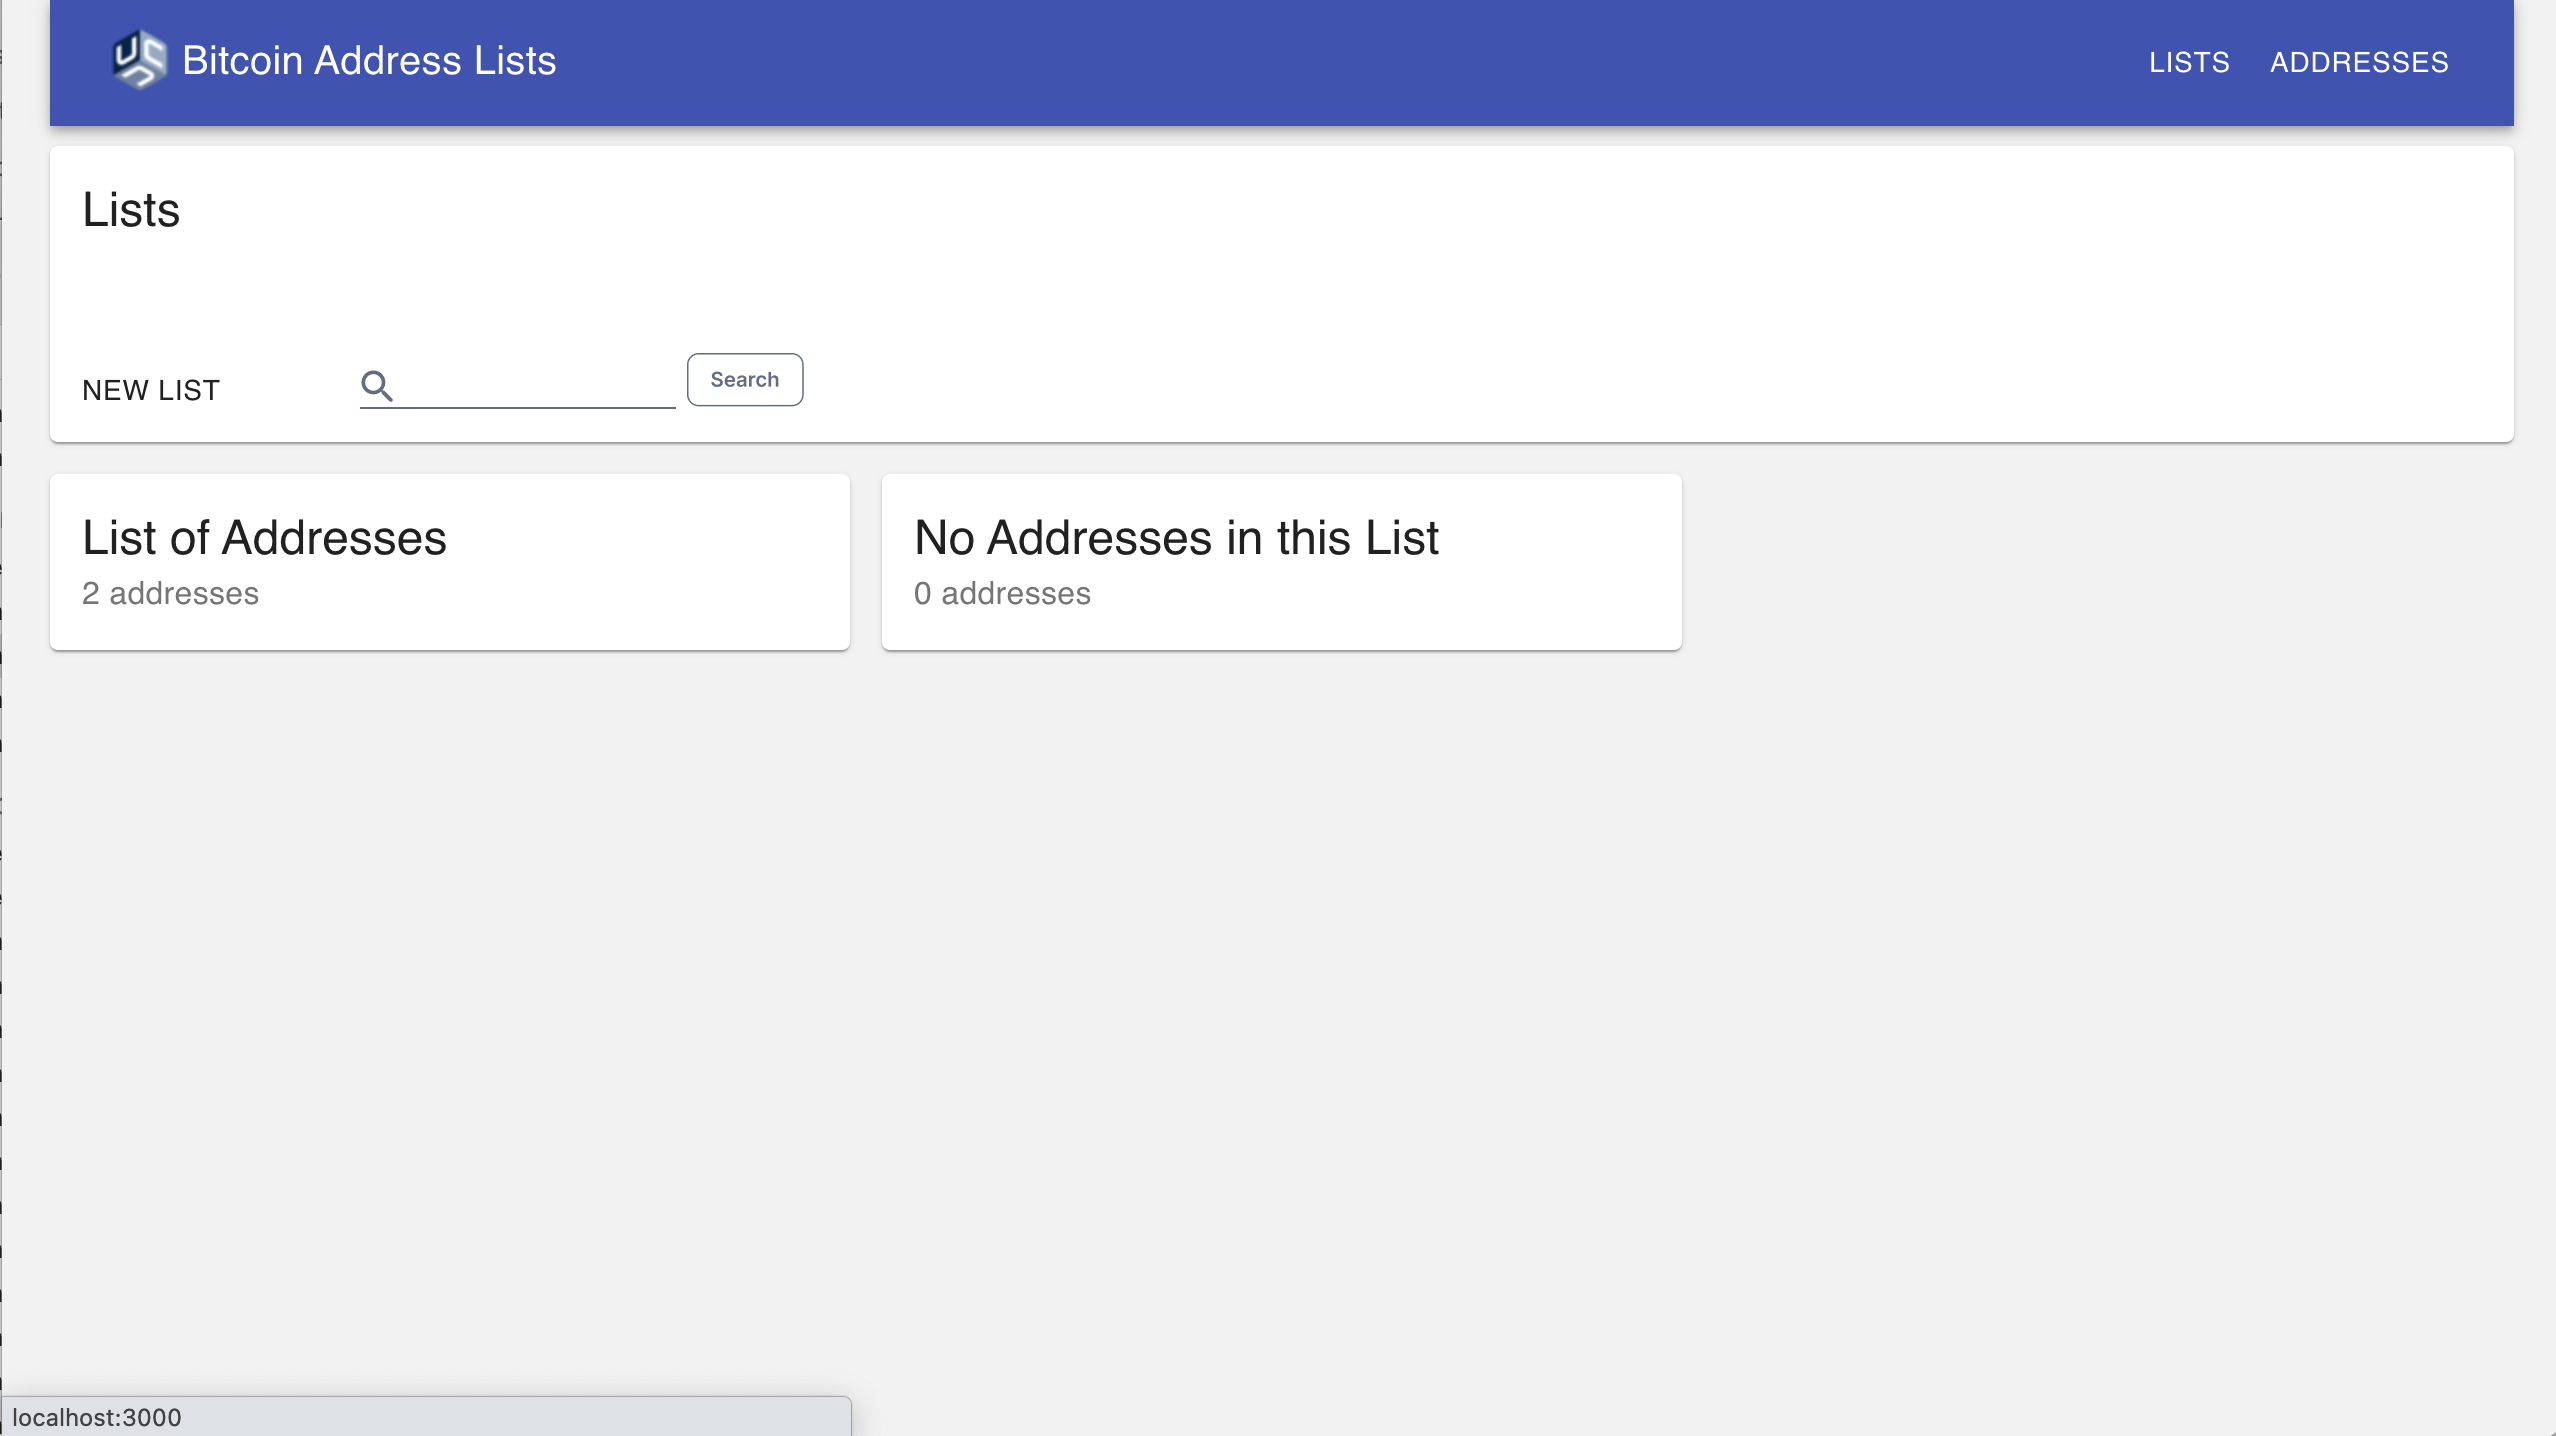 Bitcoin Address Lists
LISTS ADDRESSES
Lists
NEW LIST
Search
List of Addresses
2 addresses
No Addresses in this List
0 addresses
localhost:3000